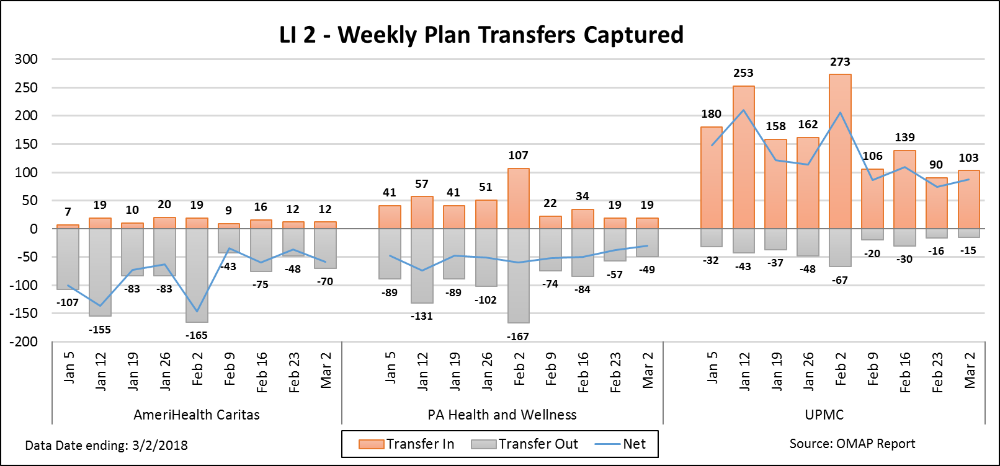 LI 2 - Weekly Plan Transfers Captured
300
250
200
150
100
50
0
-50
-100
-150
-200
7 19 10 20 19 9 16 12 12
-107 -155 -83 -83 -165 -43 -75 -48 -70
41 57 41 51 107 22 34 19 19
-89 -131 -89 -102 -167 -74 -84 -57 -49
180 253 158 162 273 106 139 90 103
-32 -43 -37 -48 -67 -20 -30 -16 -15
Jan 5 Jan 12 Jan 19 Jan 26 Feb 2 Feb 9 Feb 16 Feb 23 Mar 2
Jan 5 Jan 12 Jan 19 Jan 26 Feb 2 Feb 9 Feb 16 Feb 23 Mar 2
Jan 5 Jan 12 Jan 19 Jan 26 Feb 2 Feb 9 Feb 16 Feb 23 Mar 2
AmeriHealth Caritas PA Health and Wellness UPMC
Data Date ending: 3/2/2018
Transfer In Transfer Out Net
Source: OMAP Report